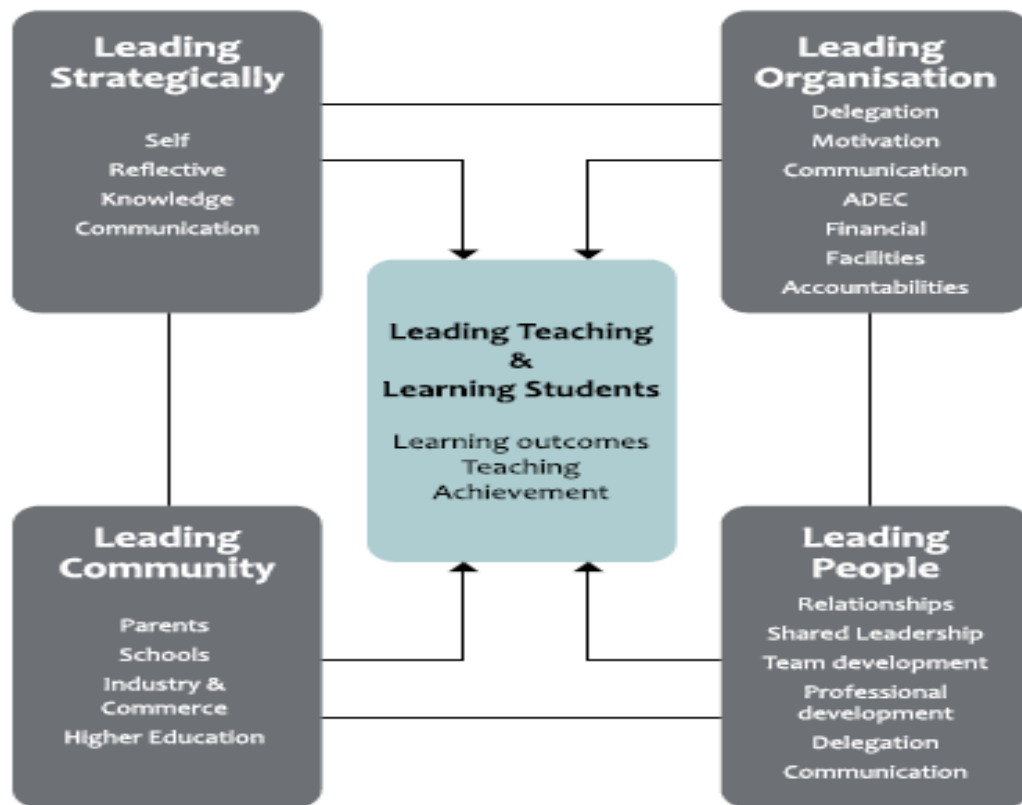 Leading
Strategically
Self
Reflective
Knowledge
Communication
Leading
Organisation
Delegation
Motivation
Communication
ADEC
Financial
Facilities
Accountabilities
Leading Teaching
&
Learning Students
Learning outcomes
Teaching
Achievement
Leading
Community
Parents
Schools
Industry &
Commerce
Higher Education
Leading
People
Relationships
Shared Leadership
Team development
Professional
development
Delegation
Communication